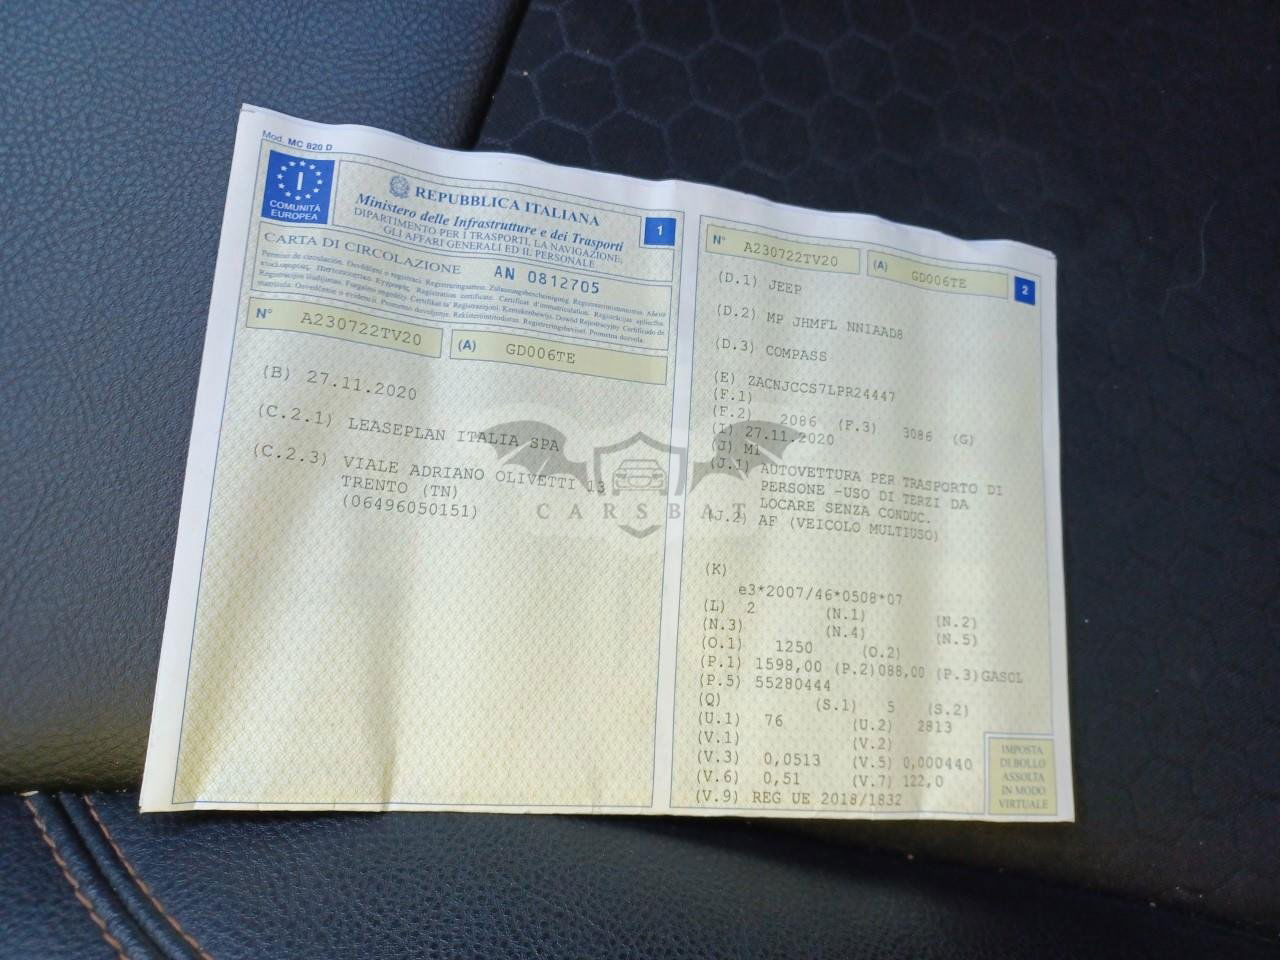 Mod. MC 820 D
I
COMUNITÀ
EUROPEA
REPUBBLICA ITALIANA
Ministero delle Infrastrutture e dei Trasporti
DIPARTIMENTO PER I TRASPORTI, LA NAVIGAZIONE,
GLI AFFARI GENERALI ED IL PERSONALE
1
CARTA DI CIRCOLAZIONE AN 0812705
N° A230722TV20 (A) GD006TE
(B) 27.11.2020
(C.2.1) LEASEPLAN ITALIA SPA
(C.2.3) VIALE ADRIANO OLIVETTI 13
TRENTO (TN)
(06496050151)
N° A230722TV20 (A) GD006TE
2
(D.1) JEEP
(D.2) MP JHMFL NN1AAD8
(D.3) COMPASS
(E) ZACNJCCS7LPR24447
(F.1)
(F.2) 2086 (F.3) 3086 (G)
(I) 27.11.2020
(J) M1
(J.1) AUTOVETTURA PER TRASPORTO DI
PERSONE -USO DI TERZI DA
LOCARE SENZA CONDUC.
(J.2) AF (VEICOLO MULTIUSO)
(K)
e3*2007/46*0508*07
(L) 2 (N.1) (N.2)
(N.3) (N.4) (N.5)
(O.1) 1250 (O.2)
(P.1) 1598,00 (P.2)088,00 (P.3)GASOL
(P.5) 55280444
(Q) (S.1) 5 (S.2)
(U.1) 76 (U.2) 2813
(V.1) (V.2)
(V.3) 0,0513 (V.5) 0,000440
(V.6) 0,51 (V.7) 122,0
(V.9) REG UE 2018/1832
IMPOSTA
DI BOLLO
ASSOLTA
IN MODO
VIRTUALE
CARSBAT